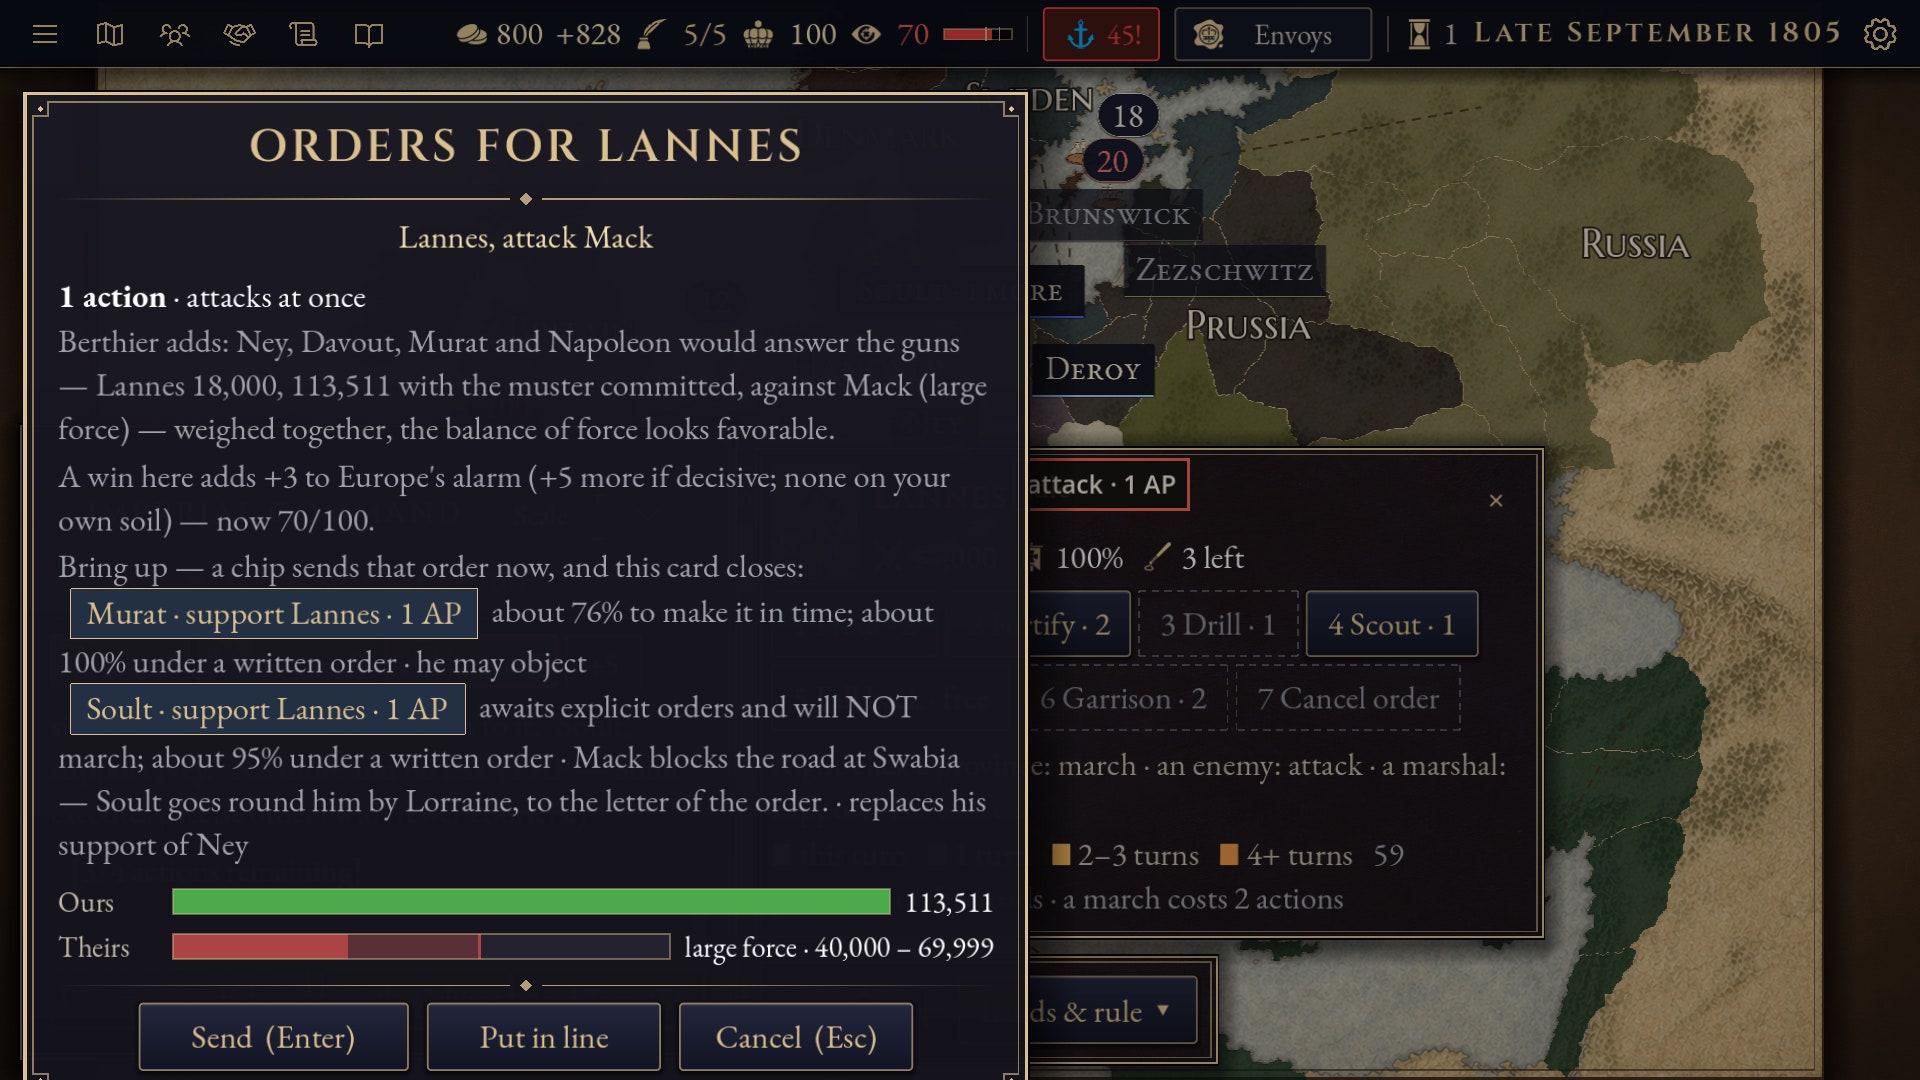 800 +828 5/5 100 70 45! Envoys 1 Late September 1805
Orders for Lannes
Lannes, attack Mack
1 action · attacks at once
Berthier adds: Ney, Davout, Murat and Napoleon would answer the guns
— Lannes 18,000, 113,511 with the muster committed, against Mack (large
force) — weighed together, the balance of force looks favorable.
A win here adds +3 to Europe's alarm (+5 more if decisive; none on your
own soil) — now 70/100.
Bring up — a chip sends that order now, and this card closes:
Murat · support Lannes · 1 AP about 76% to make it in time; about
100% under a written order · he may object
Soult · support Lannes · 1 AP awaits explicit orders and will NOT
march; about 95% under a written order · Mack blocks the road at Swabia
— Soult goes round him by Lorraine, to the letter of the order. · replaces his
support of Ney
Ours 113,511
Theirs large force · 40,000 – 69,999
Send (Enter) Put in line Cancel (Esc)
DEN
18
20
Brunswick
Zezschwitz
Russia
Prussia
Deroy
attack · 1 AP
×
100% 3 left
tify · 2 3 Drill · 1 4 Scout · 1
6 Garrison · 2 7 Cancel order
e: march · an enemy: attack · a marshal:
2–3 turns 4+ turns 59
s · a march costs 2 actions
ds & rule ▼